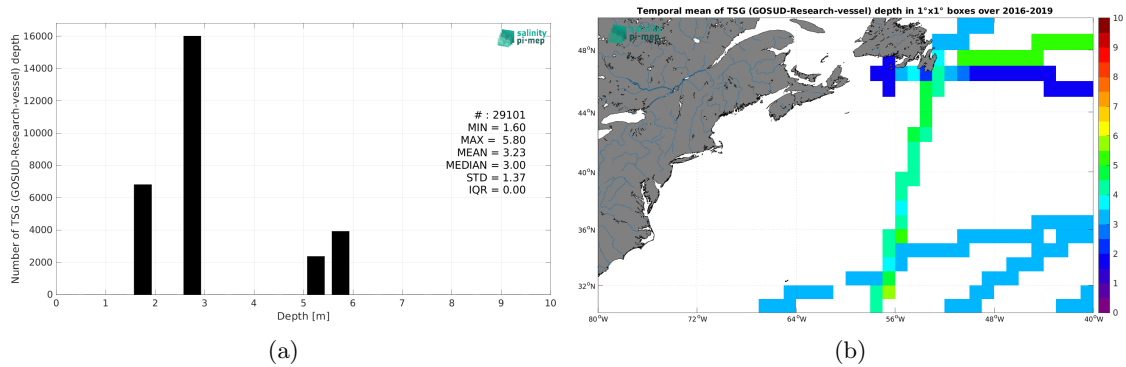 16000
14000
12000
10000
8000
6000
4000
2000
0
Number of TSG (GOSUD-Research-vessel) depth
0 1 2 3 4 5 6 7 8 9 10
Depth [m]
salinity
pi-mep
# : 29101
MIN = 1.60
MAX = 5.80
MEAN = 3.23
MEDIAN = 3.00
STD = 1.37
IQR = 0.00
(a)
Temporal mean of TSG (GOSUD-Research-vessel) depth in 1°x1° boxes over 2016-2019
salinity
pi-mep
48°N
44°N
40°N
36°N
32°N
80°W 72°W 64°W 56°W 48°W 40°W
10
9
8
7
6
5
4
3
2
1
0
(b)